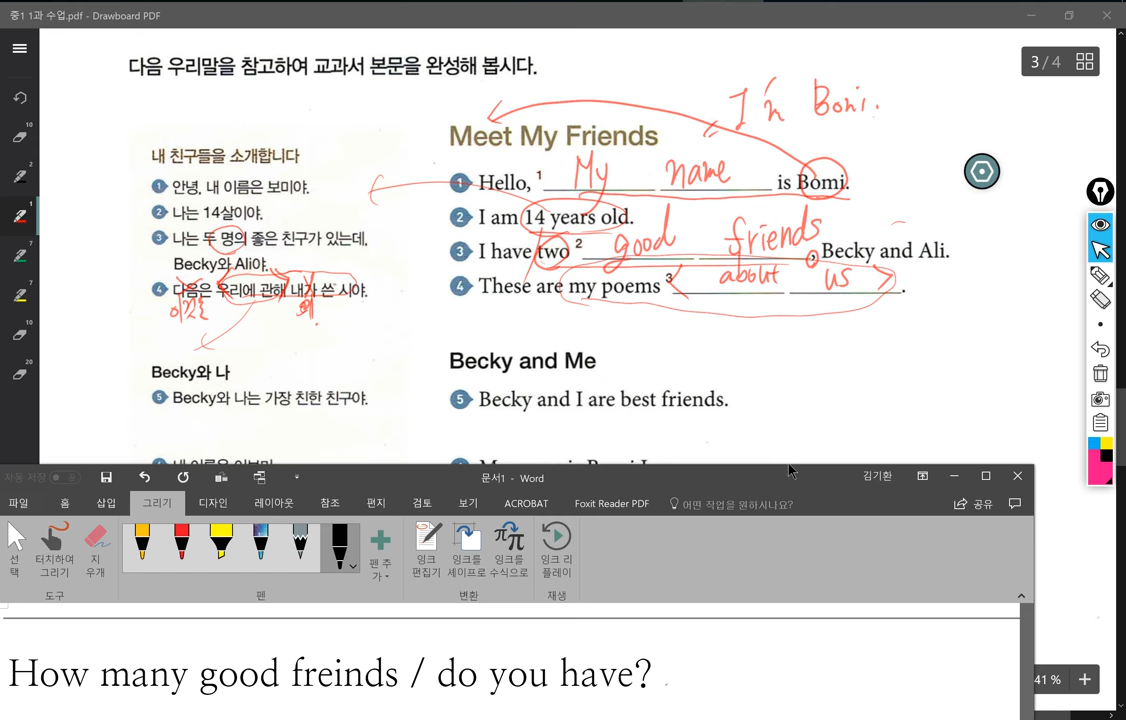 중1 1과 수업.pdf - Drawboard PDF
3 / 4
다음 우리말을 참고하여 교과서 본문을 완성해 봅시다.
I'm Bomi.
Meet My Friends
내 친구들을 소개합니다
1 안녕, 내 이름은 보미야.
2 나는 14살이야.
3 나는 두 명의 좋은 친구가 있는데,
Becky와 Ali야.
4 다음은 우리에 관해 내가 쓴 시야.
이것은
1 Hello, 1 My name is Bomi.
2 I am 14 years old.
3 I have two 2 good friends, Becky and Ali.
4 These are my poems 3 about us.
Becky와 나
5 Becky와 나는 가장 친한 친구야.
Becky and Me
5 Becky and I are best friends.
10
2
1
7
7
10
20
자동 저장
문서1 - Word
김기환
파일 홈 삽입 그리기 디자인 레이아웃 참조 편지 검토 보기 ACROBAT Foxit Reader PDF 어떤 작업을 원하시나요? 공유
선택
터치하여 그리기
지우개
펜 추가
잉크 편집기
잉크를 셰이프로
잉크를 수식으로
잉크 리플레이
도구 펜 변환 재생
How many good freinds / do you have?
41 %